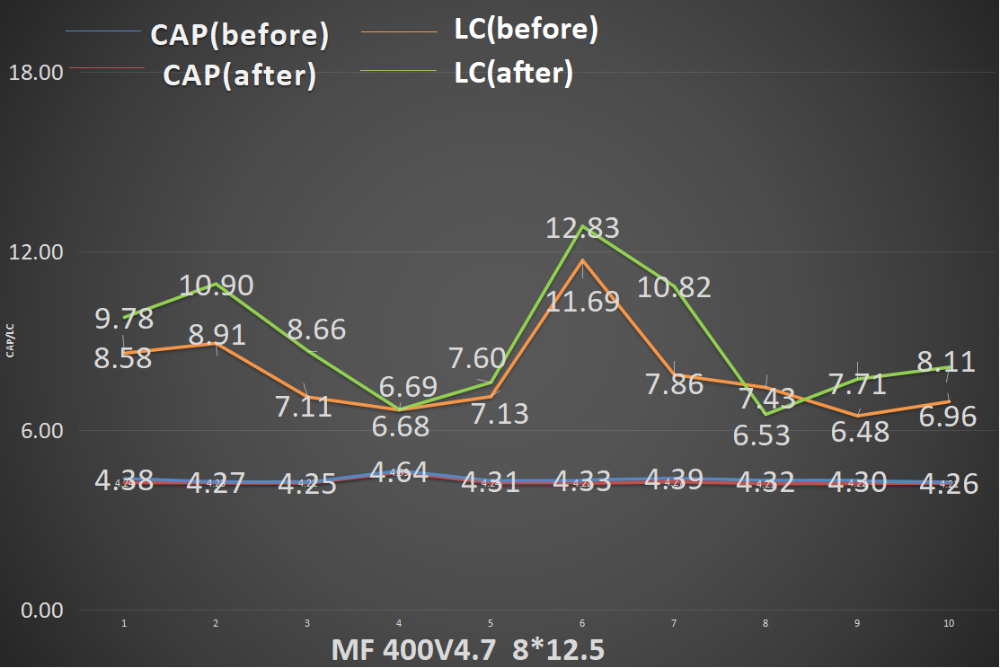 CAP(before) LC(before)
CAP(after) LC(after)
18.00
12.00
6.00
0.00
CAP/LC
9.78 10.90 8.66 6.69 7.60 12.83 10.82 6.53 7.71 8.11
8.58 8.91 7.11 6.68 7.13 11.69 7.86 7.43 6.48 6.96
4.38 4.27 4.25 4.64 4.31 4.33 4.39 4.32 4.30 4.26
1 2 3 4 5 6 7 8 9 10
MF 400V4.7 8*12.5